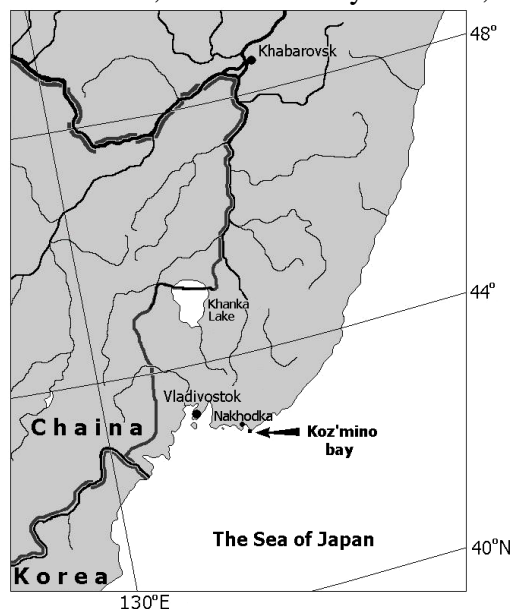 48°
Khabarovsk
44°
Khanka
Lake
Vladivostok
Nakhodka
Chaina
Koz'mino
bay
The Sea of Japan
40°N
Korea
130°E